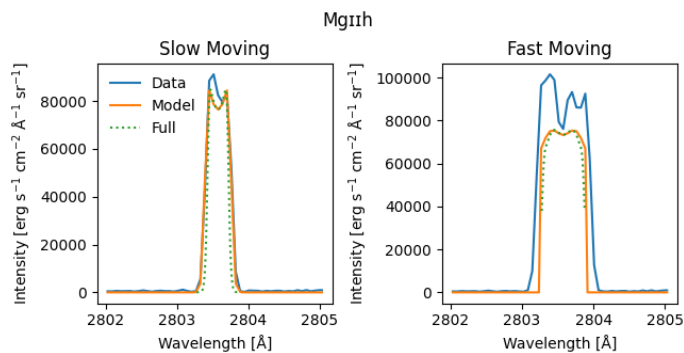 Mgɪɪh
Slow Moving
Fast Moving
Intensity [erg s⁻¹ cm⁻² Å⁻¹ sr⁻¹]
80000
60000
40000
20000
0
Data
Model
Full
2802
2803
2804
2805
Wavelength [Å]
Intensity [erg s⁻¹ cm⁻² Å⁻¹ sr⁻¹]
100000
80000
60000
40000
20000
0
2802
2803
2804
2805
Wavelength [Å]